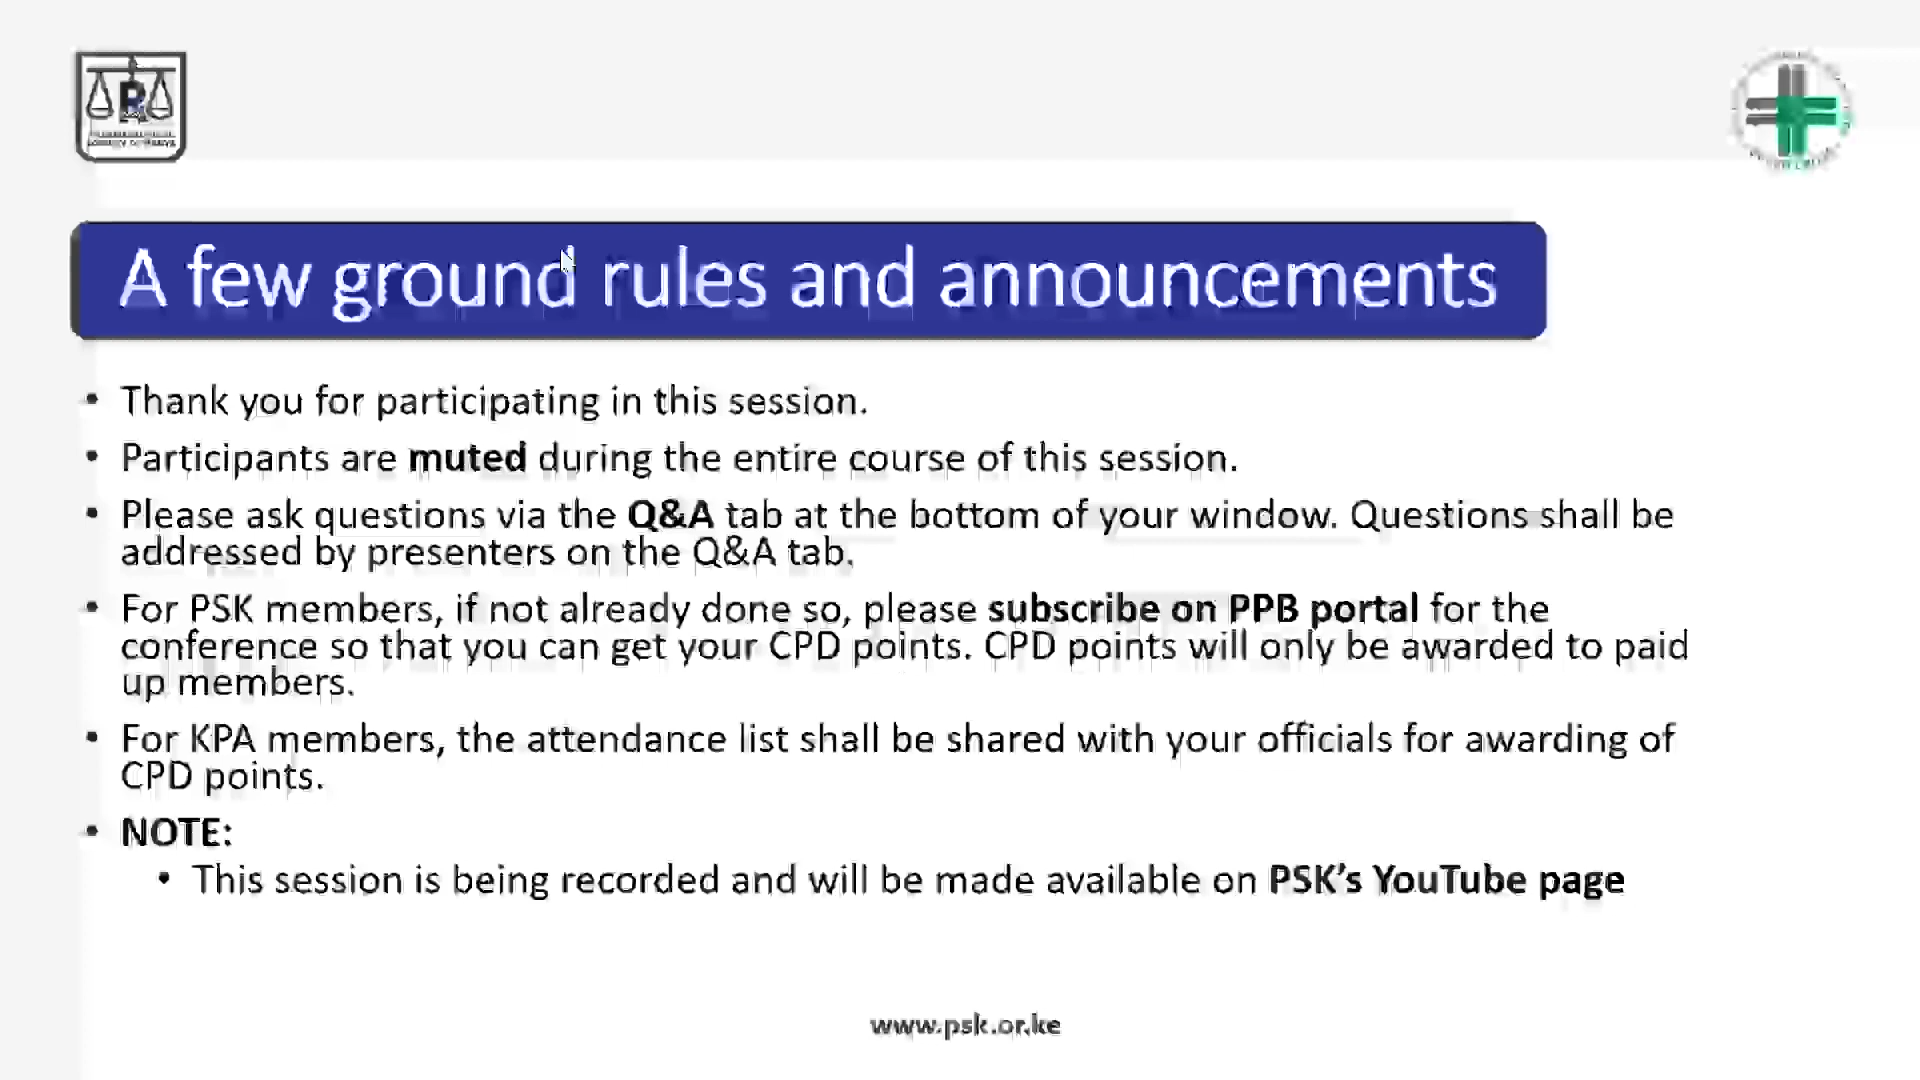 A few ground rules and announcements
• Thank you for participating in this session.
• Participants are muted during the entire course of this session.
• Please ask questions via the Q&A tab at the bottom of your window. Questions shall be
addressed by presenters on the Q&A tab.
• For PSK members, if not already done so, please subscribe on PPB portal for the
conference so that you can get your CPD points. CPD points will only be awarded to paid
up members.
• For KPA members, the attendance list shall be shared with your officials for awarding of
CPD points.
• NOTE:
• This session is being recorded and will be made available on PSK's YouTube page
www.psk.or.ke